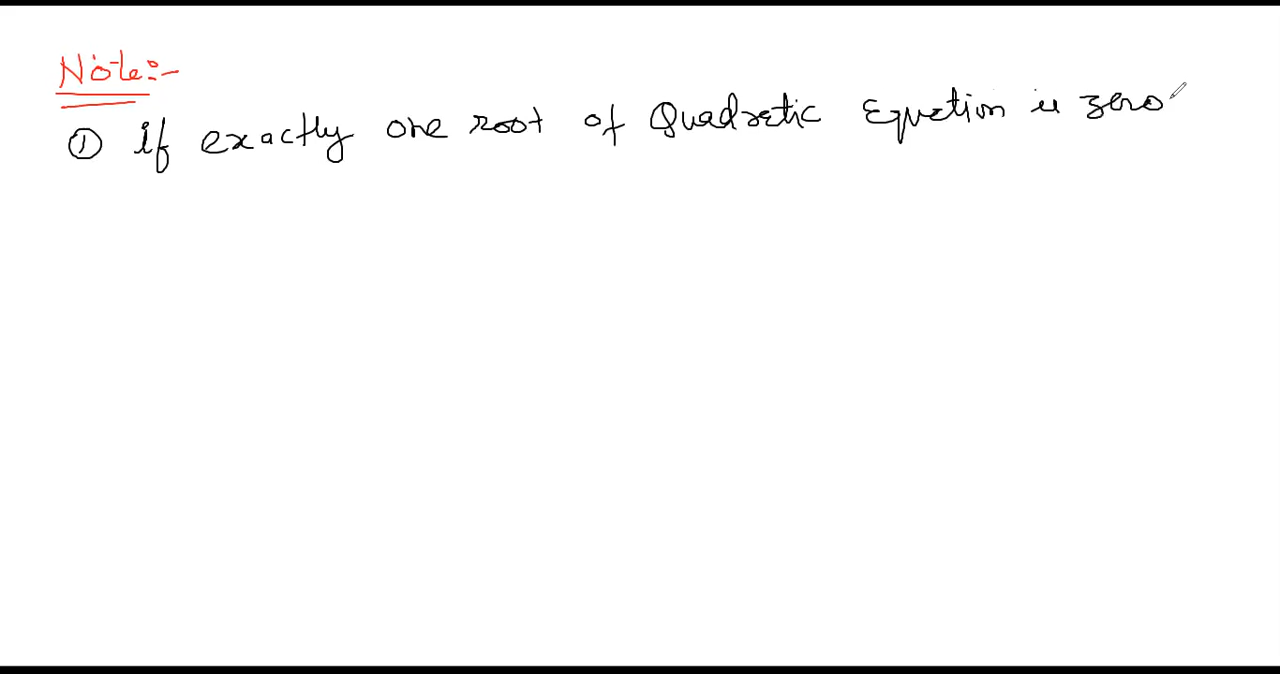 Note:-
① if exactly one root of Quadratic Equation is zero